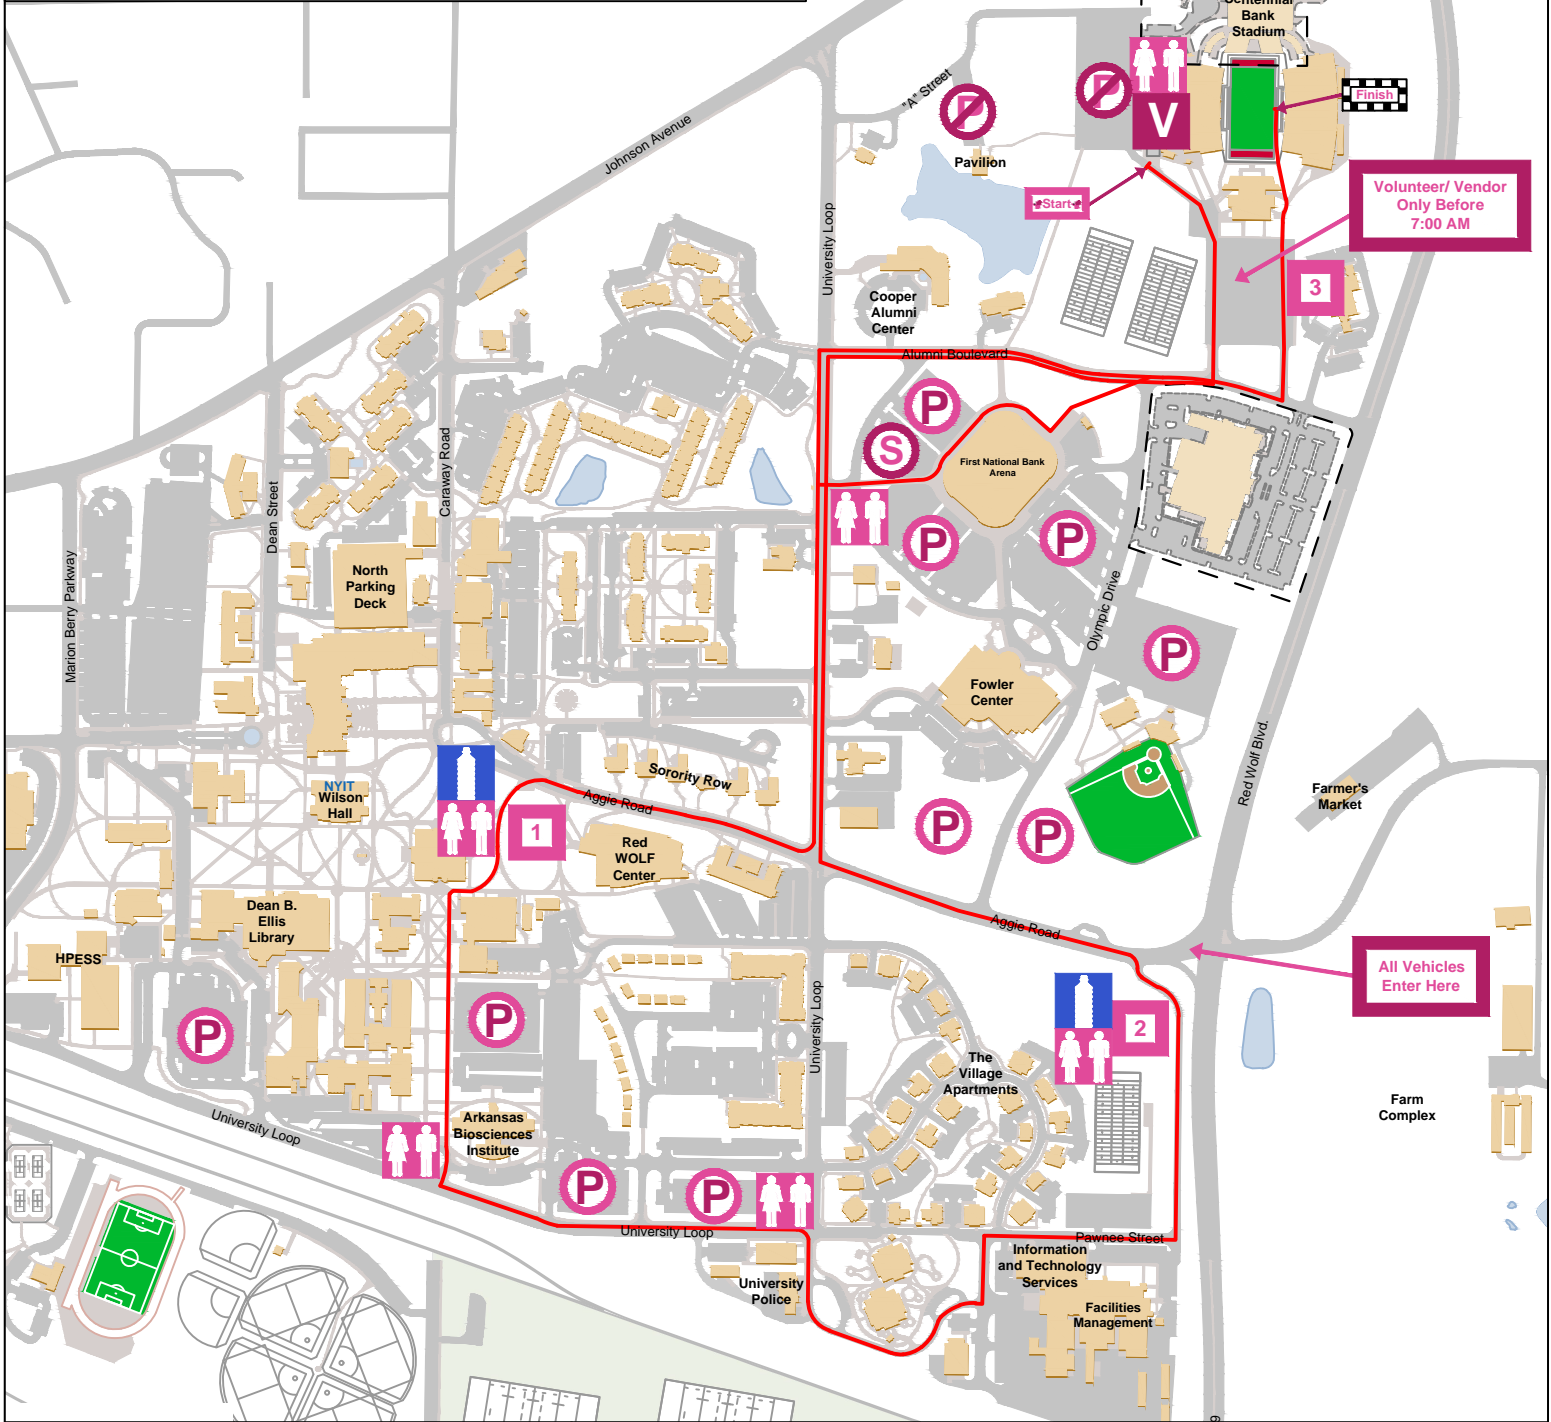 Centennial
Bank
Stadium
"A" Street
P
P
V
Finish
Johnson Avenue
Pavilion
Volunteer/ Vendor
Only Before
7:00 AM
Start
University Loop
3
Cooper
Alumni
Center
Alumni Boulevard
P
S
First National Bank
Arena
Caraway Road
Dean Street
P
P
North
Parking
Deck
Marion Berry Parkway
Olympic Drive
P
Fowler
Center
Red Wolf Blvd.
Sorority Row
NYIT
Wilson
Hall
Aggie Road
Farmer's
Market
1
P
P
Red
WOLF
Center
Dean B.
Ellis
Library
Aggie Road
HPESS
All Vehicles
Enter Here
P
P
University Loop
2
The
Village
Apartments
Farm
Complex
University Loop
Arkansas
Biosciences
Institute
P
P
University Loop
Pawnee Street
Information
and Technology
Services
University
Police
Facilities
Management
9